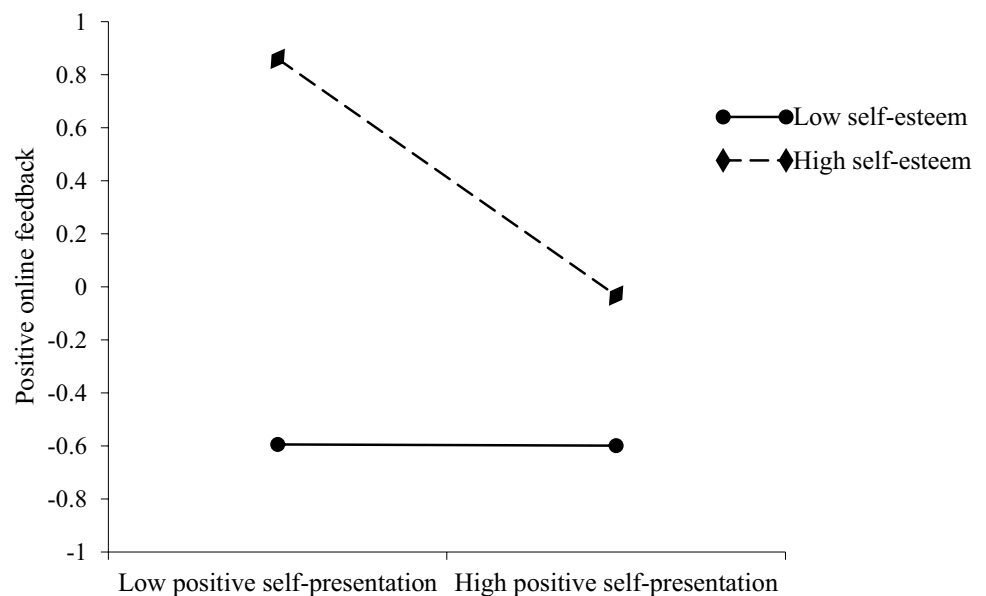 1
0.8
0.6
0.4
0.2
0
-0.2
-0.4
-0.6
-0.8
-1
Positive online feedback
Low positive self-presentation
High positive self-presentation
Low self-esteem
High self-esteem